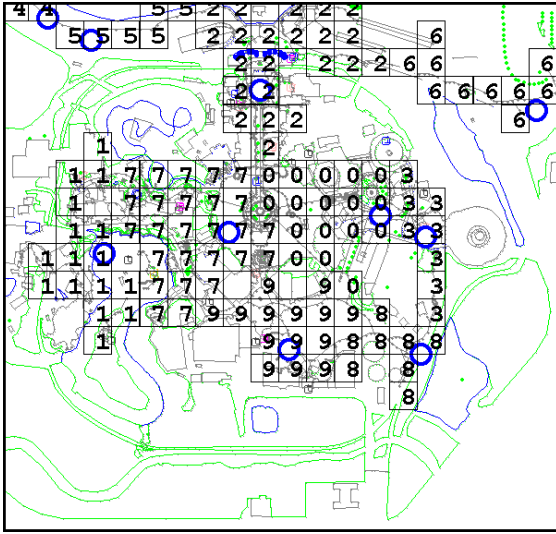 4 4 5 5 2 2 2 2 2
5 5 5 5 2 2 2 2 2 2 6
2 2 2 2 2 6 6 6
2 2 6 6 6 6 6
2 2 2 6
1 2
1 1 7 7 7 7 7 0 0 0 0 0 3
1 7 7 7 7 7 0 0 0 0 0 3 3
1 1 7 7 7 7 7 0 0 0 0 3 3
1 1 1 7 7 7 7 7 0 0 3
1 1 1 1 7 7 7 9 9 0 3
1 1 7 7 9 9 9 9 9 9 8 3
1 9 9 9 8 8 8 8
9 9 9 8 8
8